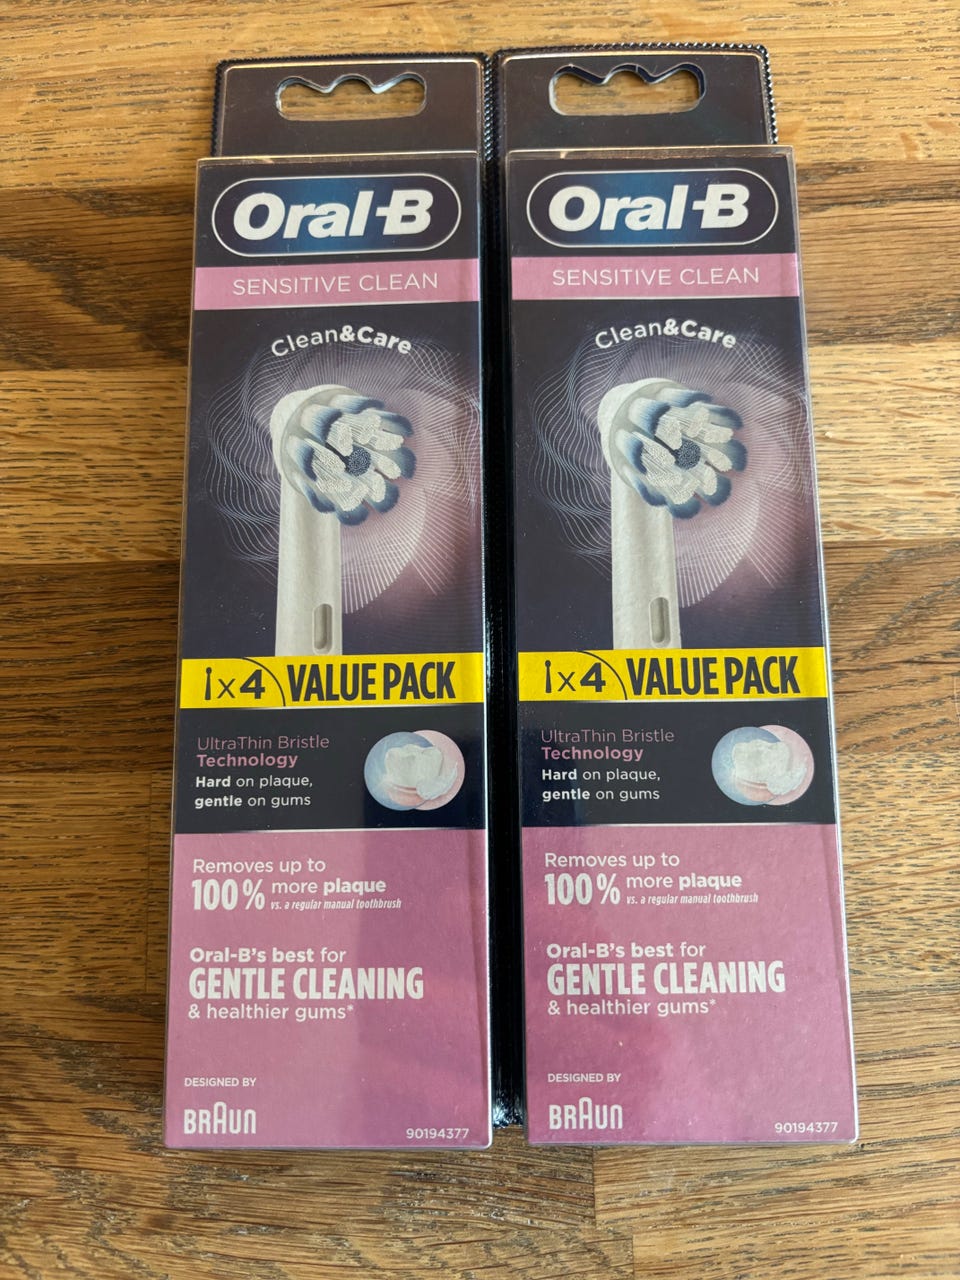 Oral-B
SENSITIVE CLEAN
Clean&Care
x4 VALUE PACK
UltraThin Bristle
Technology
Hard on plaque,
gentle on gums
Removes up to
100% more plaque
vs. a regular manual toothbrush
Oral-B's best for
GENTLE CLEANING
& healthier gums*
DESIGNED BY
BRAUN
90194377
Oral-B
SENSITIVE CLEAN
Clean&Care
x4 VALUE PACK
UltraThin Bristle
Technology
Hard on plaque,
gentle on gums
Removes up to
100% more plaque
vs. a regular manual toothbrush
Oral-B's best for
GENTLE CLEANING
& healthier gums*
DESIGNED BY
BRAUN
90194377